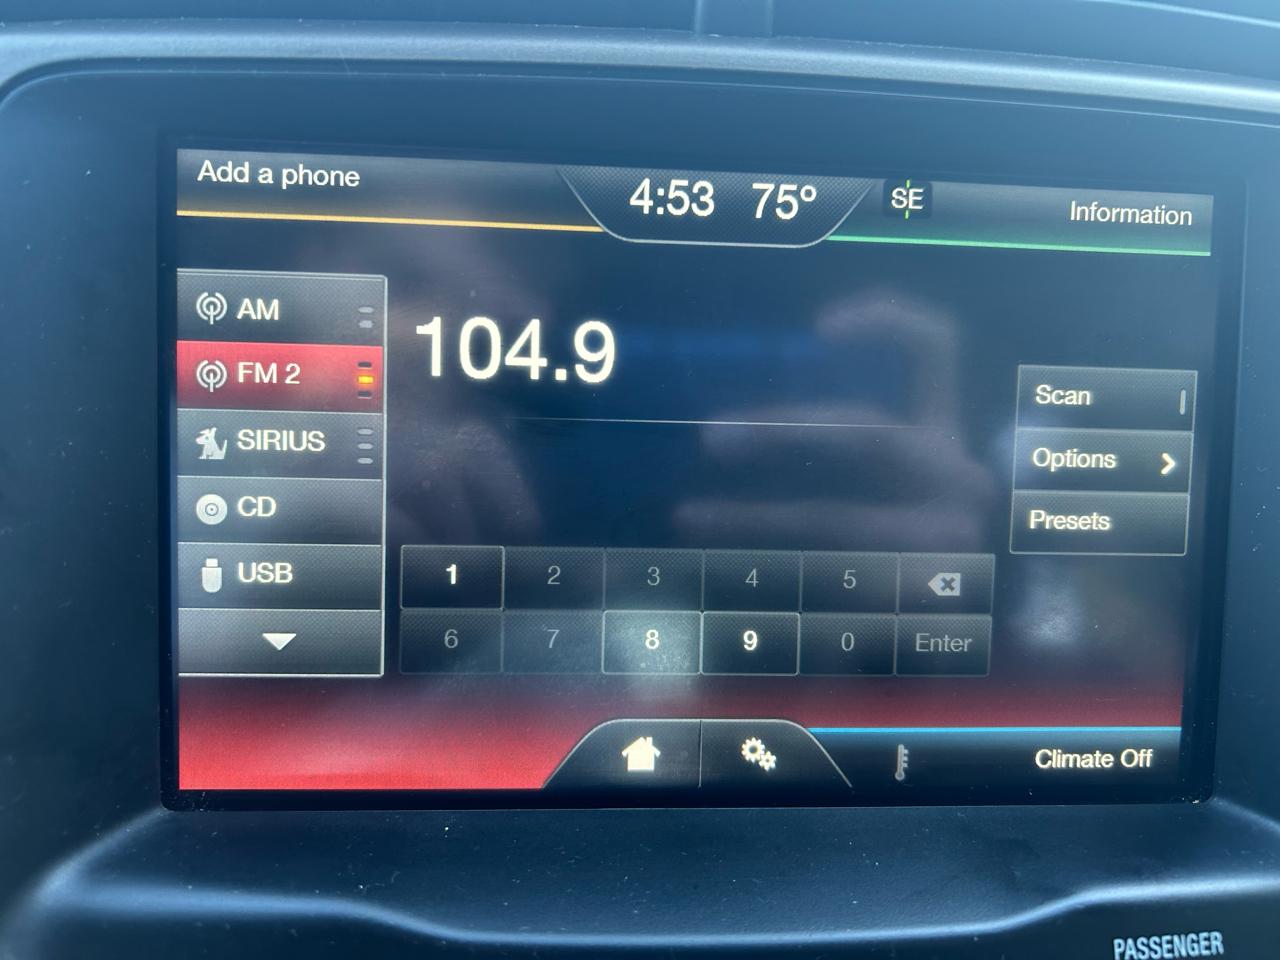 Add a phone
4:53 75° SE
Information
AM
FM 2
SIRIUS
CD
USB
104.9
Scan
Options
Presets
1 2 3 4 5
6 7 8 9 0 Enter
Climate Off
PASSENGER